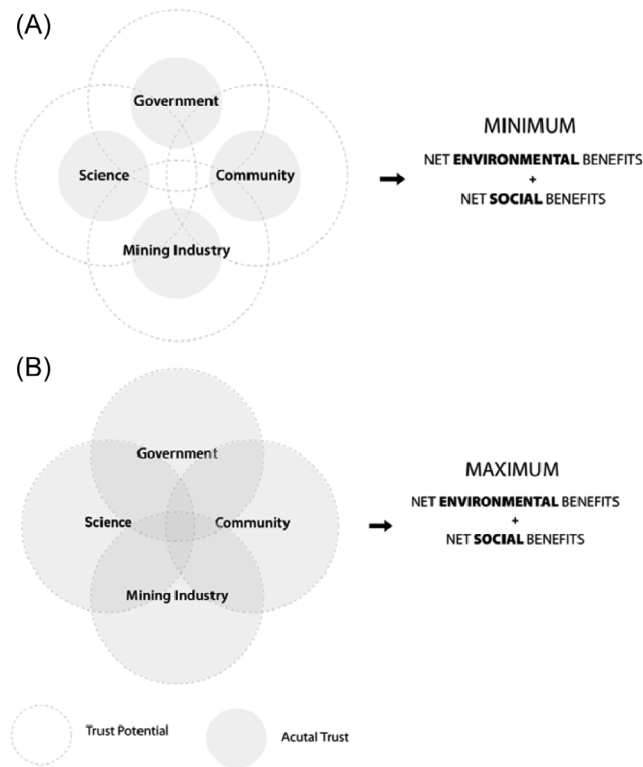 (A)
Government
Science
Community
Mining Industry
MINIMUM
NET ENVIRONMENTAL BENEFITS
+
NET SOCIAL BENEFITS
(B)
Government
Science
Community
Mining Industry
MAXIMUM
NET ENVIRONMENTAL BENEFITS
+
NET SOCIAL BENEFITS
Trust Potential
Acutal Trust